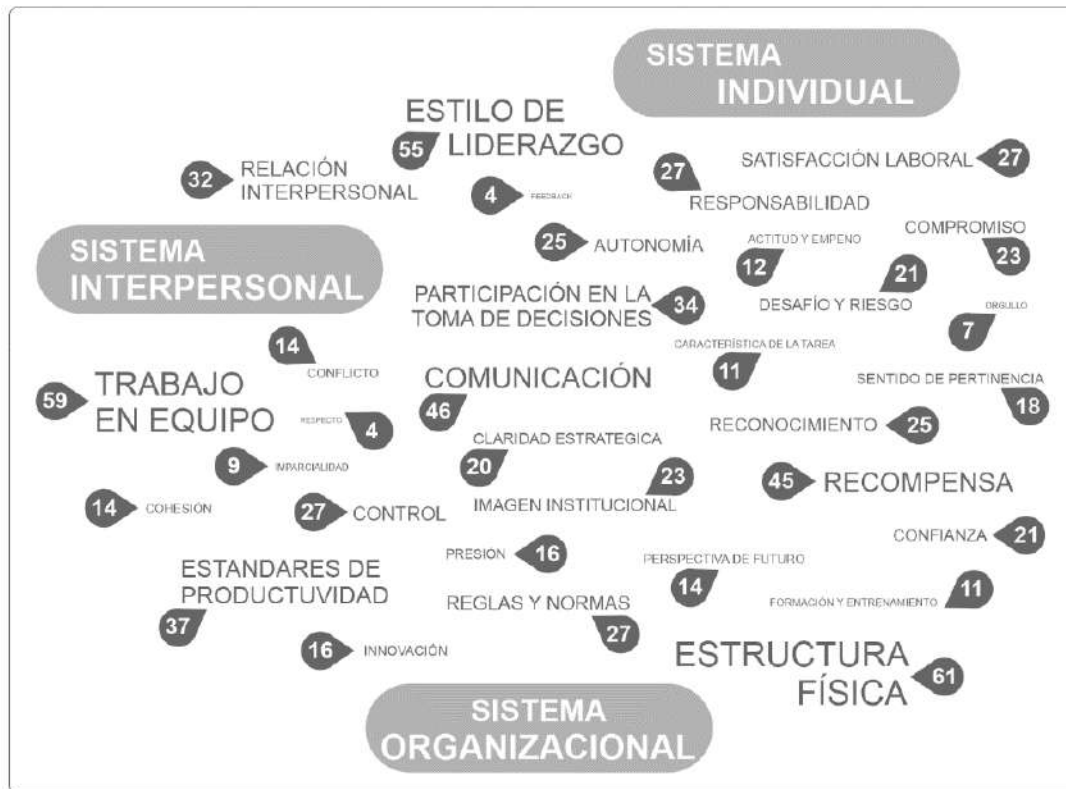 SISTEMA
INDIVIDUAL
ESTILO DE
LIDERAZGO
55
32
RELACIÓN
INTERPERSONAL
SATISFACCIÓN LABORAL
27
27
RESPONSABILIDAD
4
FEEDBACK
COMPROMISO
23
25
AUTONOMÍA
ACTITUD Y EMPENO
12
21
DESAFÍO Y RIESGO
SISTEMA
INTERPERSONAL
PARTICIPACIÓN EN LA
TOMA DE DECISIONES
34
ORGULLO
7
14
CONFLICTO
CARACTERÍSTICA DE LA TAREA
11
59
TRABAJO
EN EQUIPO
COMUNICACIÓN
46
SENTIDO DE PERTINENCIA
18
RESPECTO
4
RECONOCIMIENTO
25
CLARIDAD ESTRATEGICA
20
9
IMPARCIALIDAD
23
IMAGEN INSTITUCIONAL
45
RECOMPENSA
14
COHESIÓN
27
CONTROL
CONFIANZA
21
PRESIÓN
16
PERSPECTIVA DE FUTURO
14
ESTANDARES DE
PRODUCTUVIDAD
37
REGLAS Y NORMAS
27
FORMACIÓN Y ENTRENAMIENTO
11
16
INNOVACIÓN
ESTRUCTURA
FÍSICA
61
SISTEMA
ORGANIZACIONAL